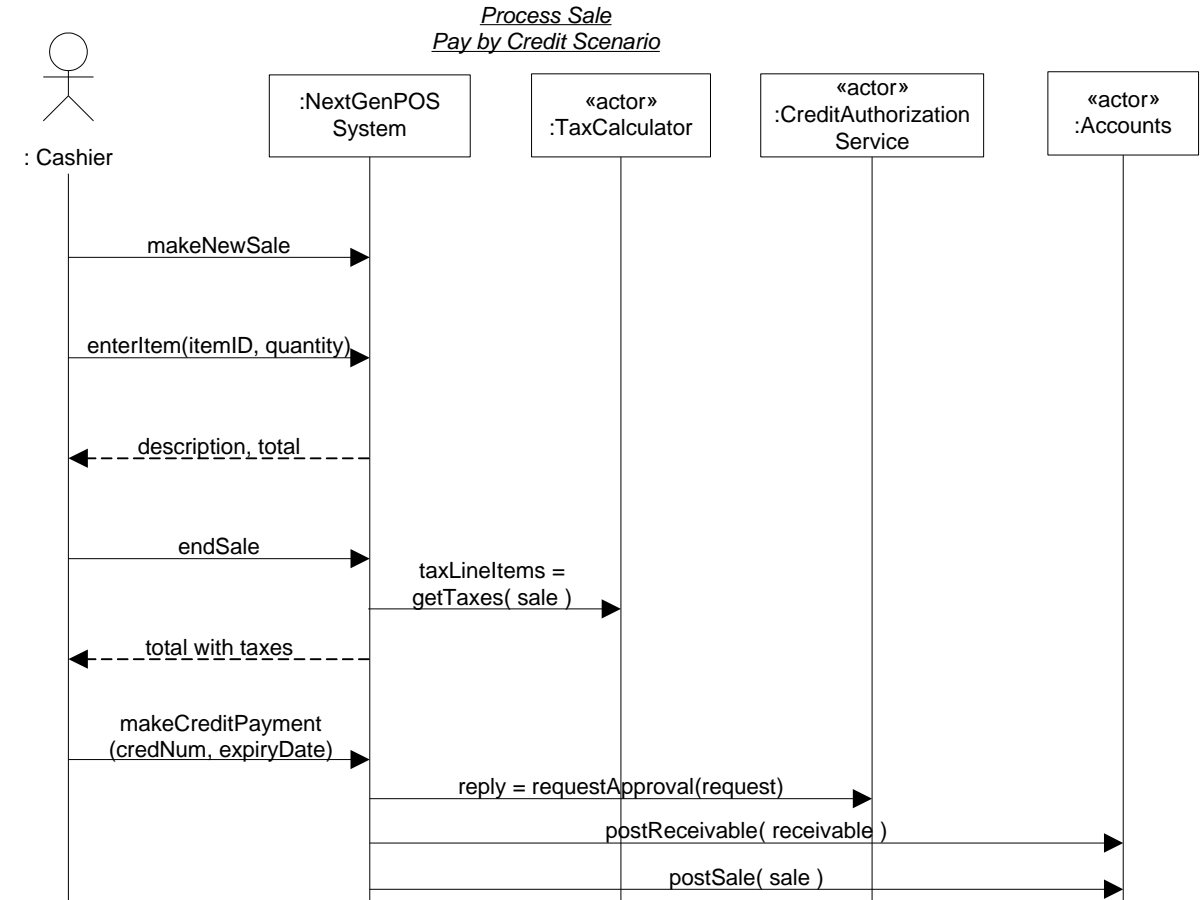 Process Sale
Pay by Credit Scenario
: Cashier
:NextGenPOS
System
«actor»
:TaxCalculator
«actor»
:CreditAuthorization
Service
«actor»
:Accounts
makeNewSale
enterItem(itemID, quantity)
description, total
endSale
taxLineItems =
getTaxes( sale )
total with taxes
makeCreditPayment
(credNum, expiryDate)
reply = requestApproval(request)
postReceivable( receivable )
postSale( sale )